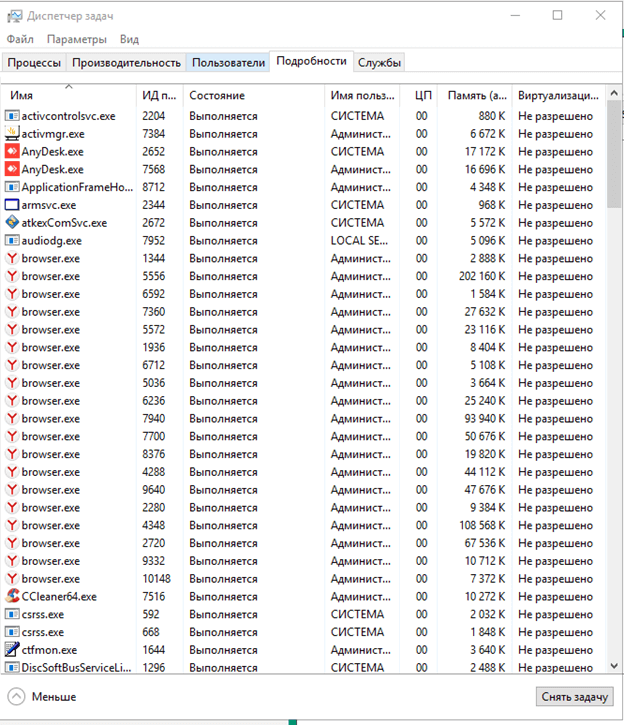 Диспетчер задач
Файл Параметры Вид
Процессы Производительность Пользователи Подробности Службы
Имя ИД п... Состояние Имя польз... ЦП Память (а... Виртуализаци...
activcontrolsvc.exe 2204 Выполняется СИСТЕМА 00 880 K Не разрешено
activmgr.exe 7384 Выполняется Админист... 00 6 672 K Не разрешено
AnyDesk.exe 2652 Выполняется СИСТЕМА 00 17 172 K Не разрешено
AnyDesk.exe 7568 Выполняется Админист... 00 16 696 K Не разрешено
ApplicationFrameHo... 8712 Выполняется Админист... 00 4 348 K Не разрешено
armsvc.exe 2344 Выполняется СИСТЕМА 00 968 K Не разрешено
atkexComSvc.exe 2672 Выполняется СИСТЕМА 00 5 572 K Не разрешено
audiodg.exe 7952 Выполняется LOCAL SE... 00 5 096 K Не разрешено
browser.exe 1344 Выполняется Админист... 00 2 888 K Не разрешено
browser.exe 5556 Выполняется Админист... 00 202 160 K Не разрешено
browser.exe 6592 Выполняется Админист... 00 1 584 K Не разрешено
browser.exe 7360 Выполняется Админист... 00 27 632 K Не разрешено
browser.exe 5572 Выполняется Админист... 00 23 116 K Не разрешено
browser.exe 1936 Выполняется Админист... 00 8 404 K Не разрешено
browser.exe 6712 Выполняется Админист... 00 5 108 K Не разрешено
browser.exe 5036 Выполняется Админист... 00 3 664 K Не разрешено
browser.exe 6236 Выполняется Админист... 00 25 240 K Не разрешено
browser.exe 7940 Выполняется Админист... 00 93 940 K Не разрешено
browser.exe 7700 Выполняется Админист... 00 50 676 K Не разрешено
browser.exe 8376 Выполняется Админист... 00 19 820 K Не разрешено
browser.exe 4288 Выполняется Админист... 00 44 112 K Не разрешено
browser.exe 9640 Выполняется Админист... 00 47 676 K Не разрешено
browser.exe 2280 Выполняется Админист... 00 9 384 K Не разрешено
browser.exe 4348 Выполняется Админист... 00 108 568 K Не разрешено
browser.exe 2720 Выполняется Админист... 00 67 536 K Не разрешено
browser.exe 9332 Выполняется Админист... 00 10 712 K Не разрешено
browser.exe 10148 Выполняется Админист... 00 7 372 K Не разрешено
CCleaner64.exe 7516 Выполняется Админист... 00 10 272 K Не разрешено
csrss.exe 592 Выполняется СИСТЕМА 00 2 032 K Не разрешено
csrss.exe 668 Выполняется СИСТЕМА 00 1 848 K Не разрешено
ctfmon.exe 1644 Выполняется Админист... 00 3 640 K Не разрешено
DiscSoftBusServiceLi... 1296 Выполняется СИСТЕМА 00 2 488 K Не разрешено
Меньше Снять задачу